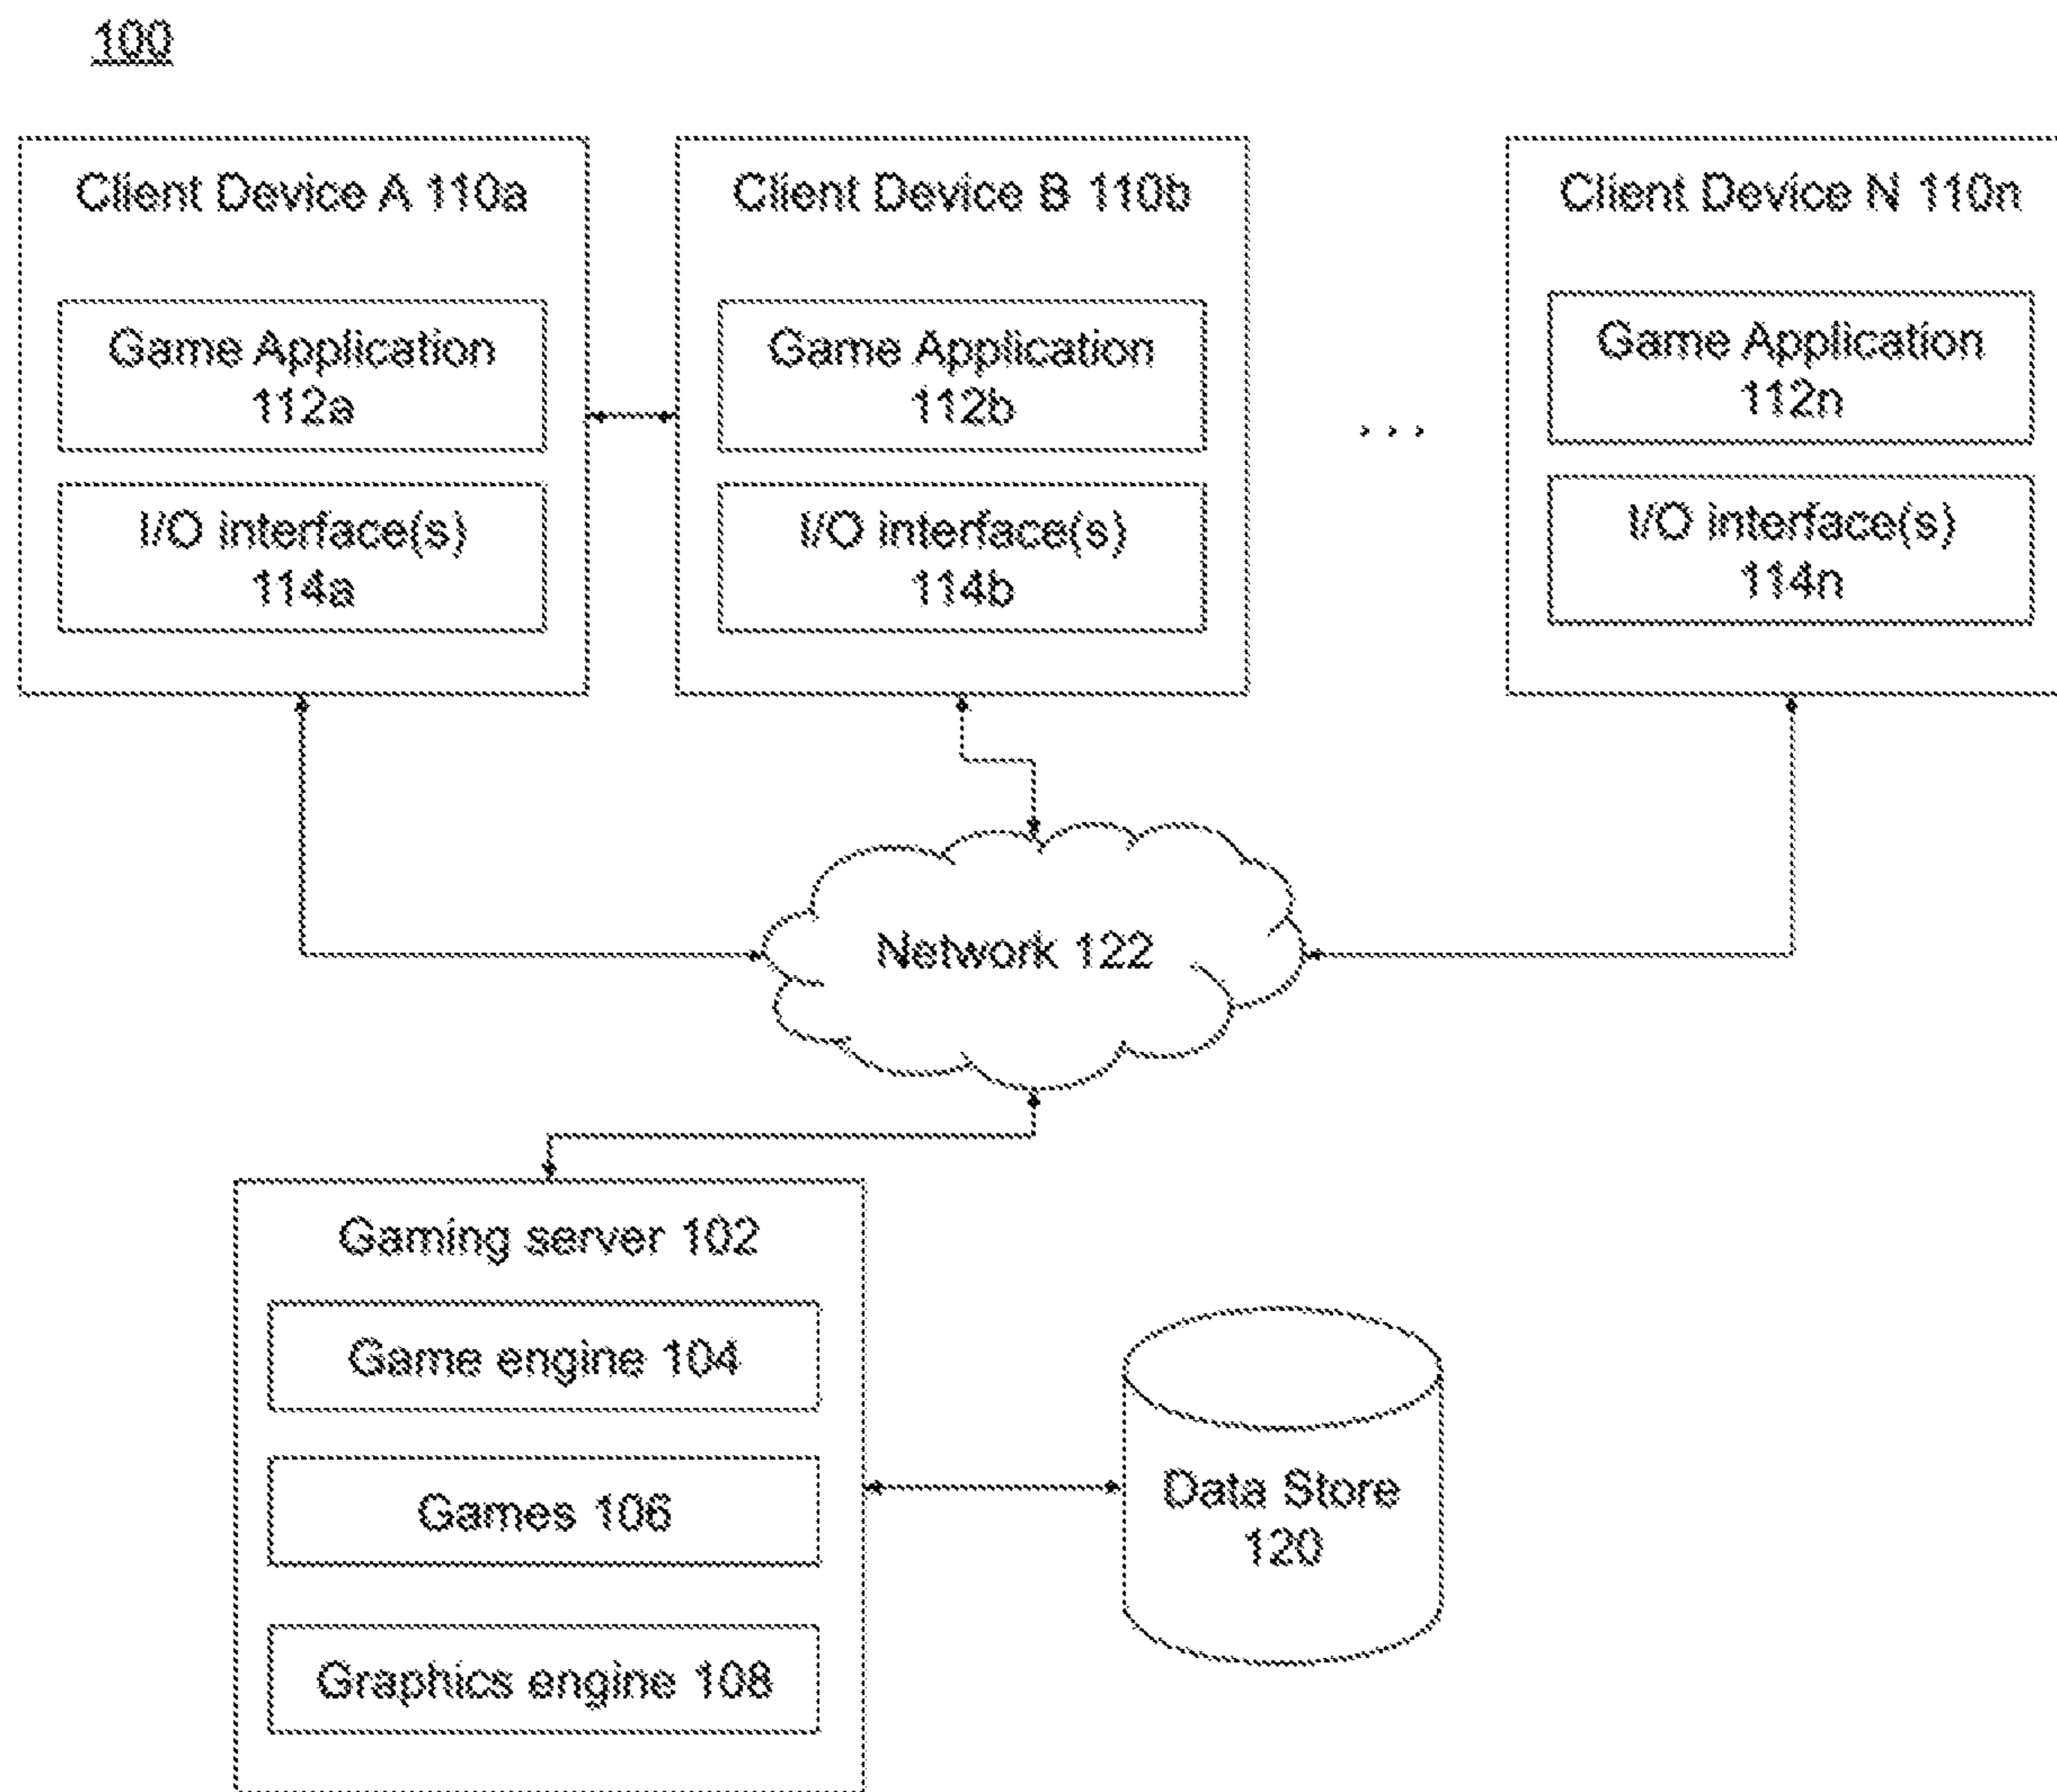 100
Client Device A 110a
Game Application
112a
I/O interface(s)
114a
Client Device B 110b
Game Application
112b
I/O interface(s)
114b
. . .
Client Device N 110n
Game Application
112n
I/O interface(s)
114n
Network 122
Gaming server 102
Game engine 104
Games 106
Graphics engine 108
Data Store
120